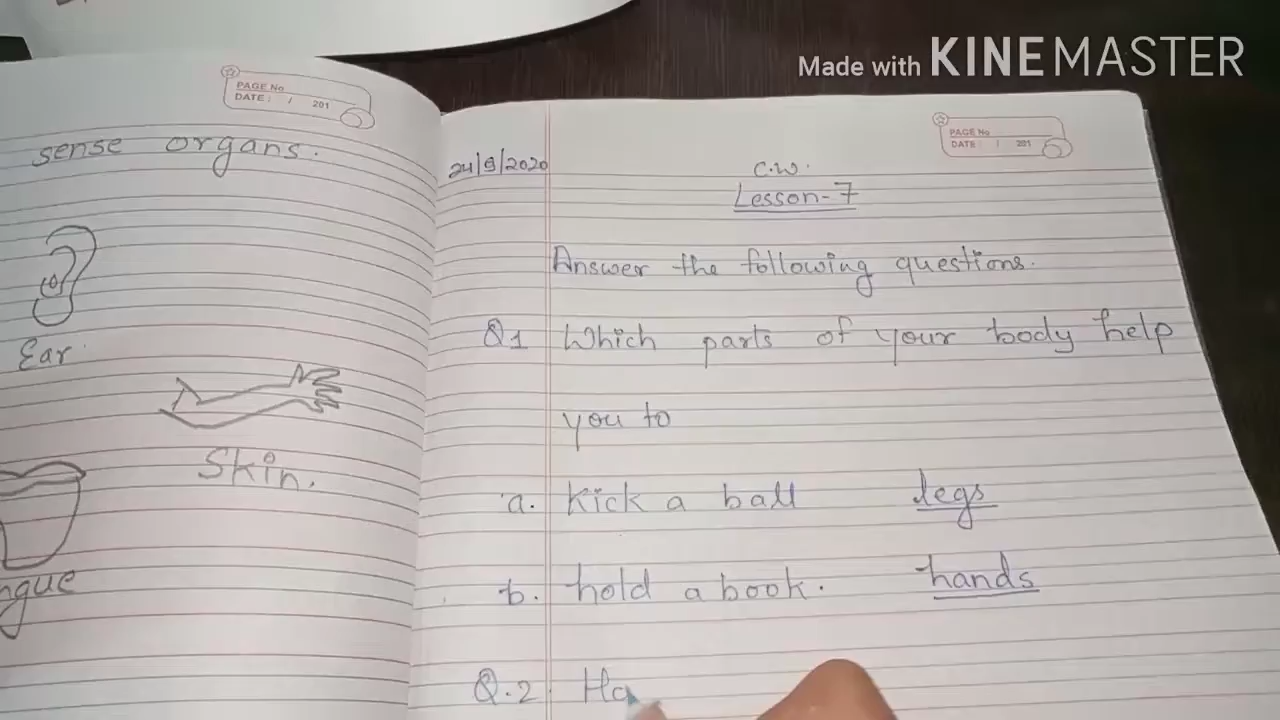 Made with KINEMASTER
PAGE No
DATE : / 201
sense organs.
Ear.
Skin.
PAGE No
DATE : / 201
24/9/2020
C.W.
Lesson-7
Answer the following questions.
Q1 Which parts of your body help
you to
a. Kick a ball legs
b. hold a book. hands
Q.2